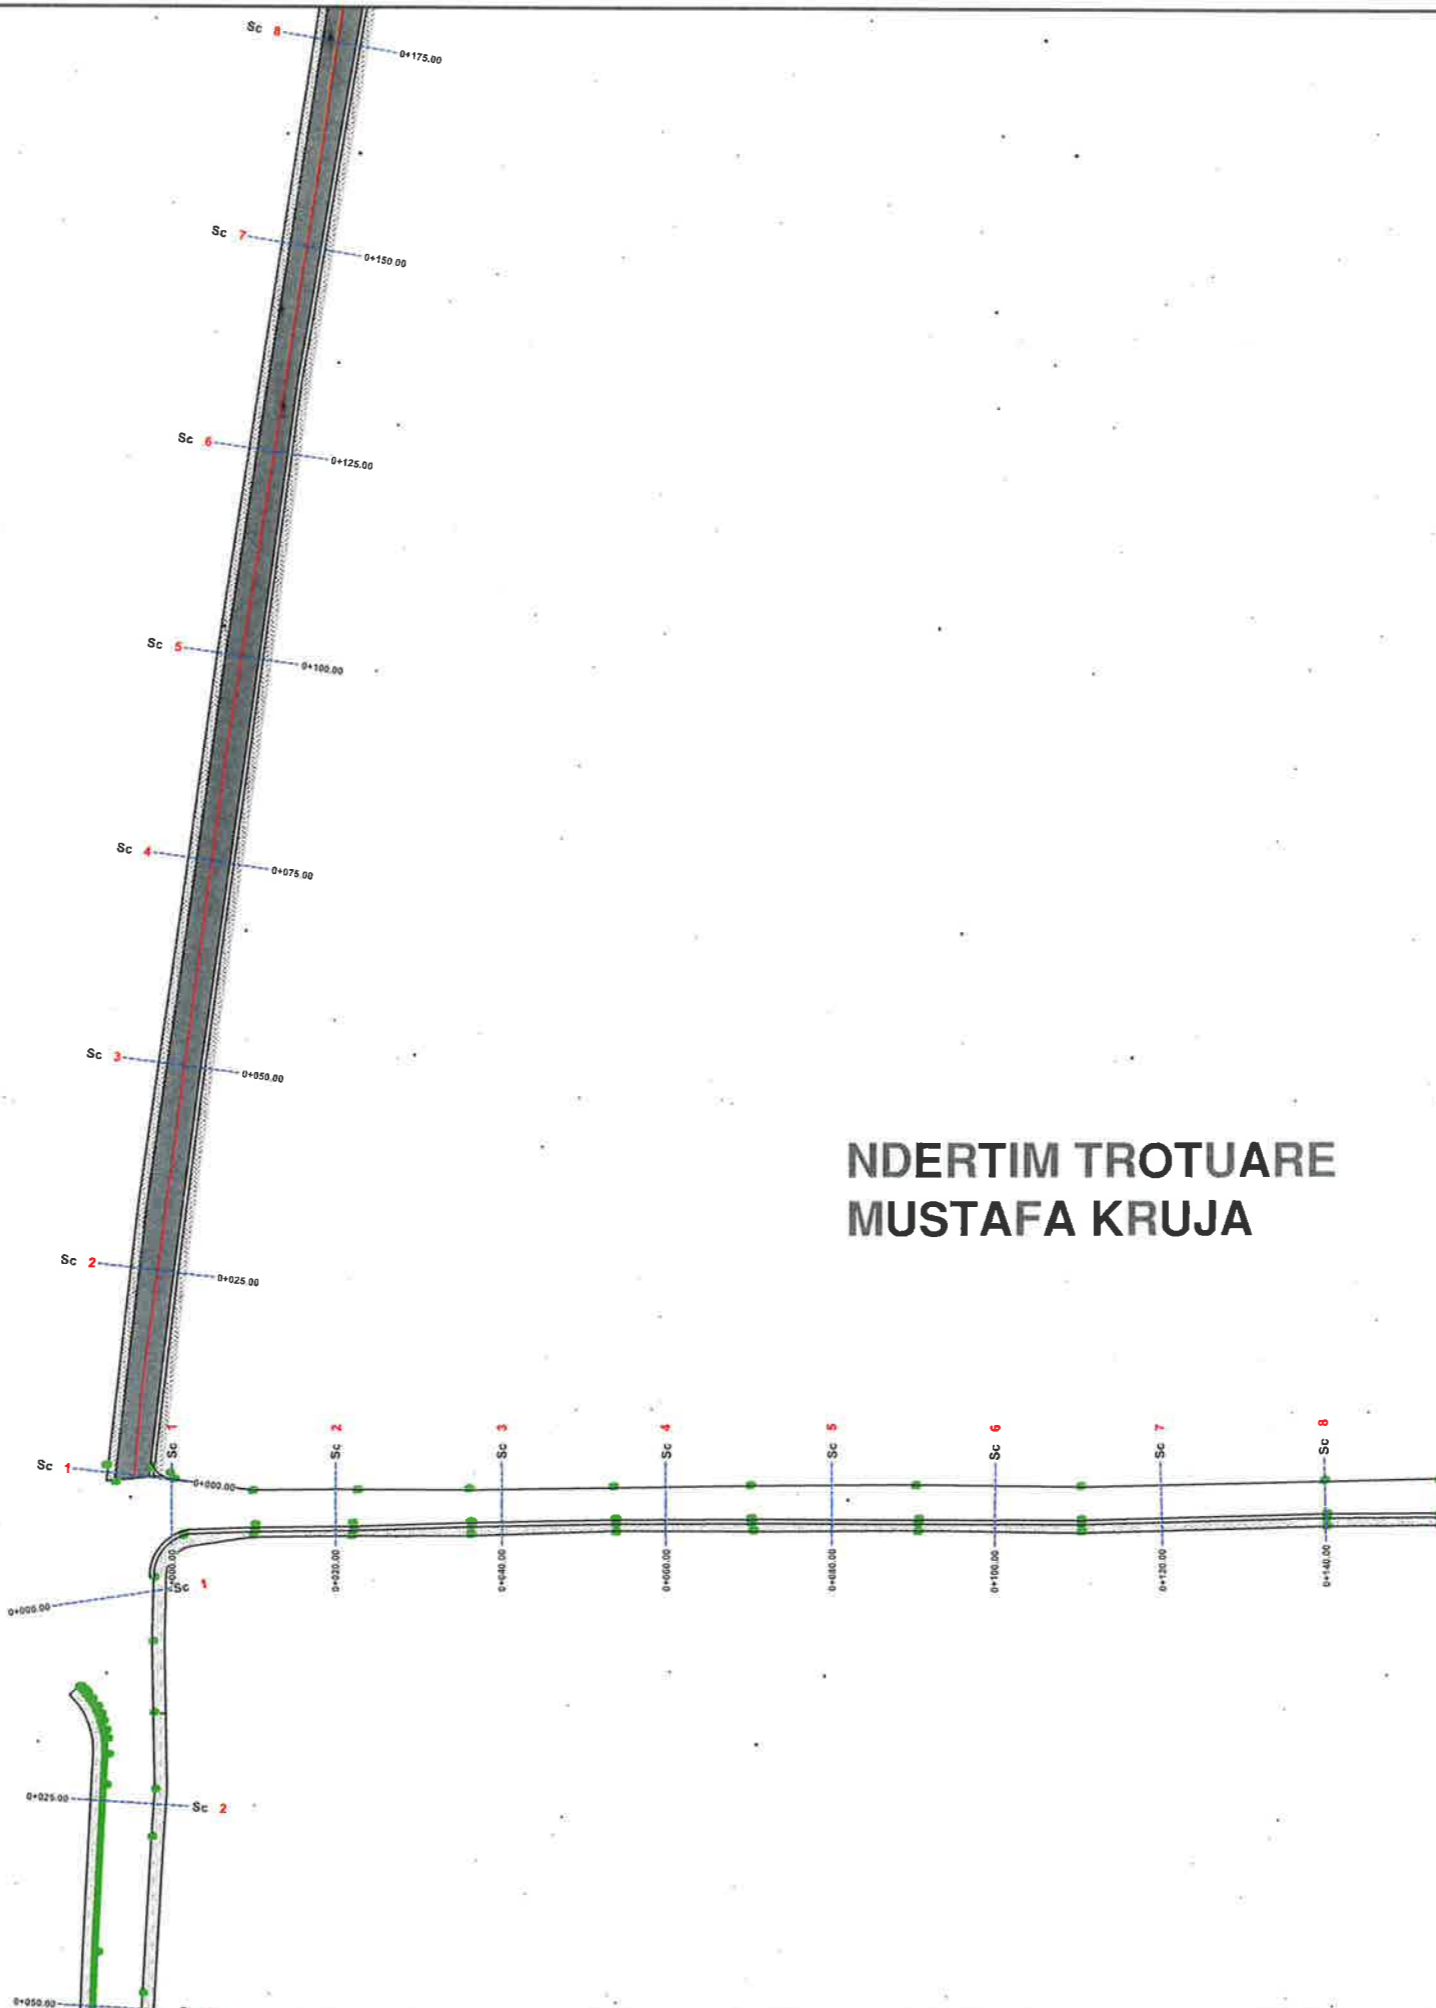 Sc 8 0+175.00
Sc 7 0+150.00
Sc 6 0+125.00
Sc 5 0+100.00
Sc 4 0+075.00
Sc 3 0+050.00
NDERTIM TROTUARE
MUSTAFA KRUJA
Sc 2 0+025.00
Sc 1 0+000.00
Sc 1
Sc 2
Sc 3
Sc 4
Sc 5
Sc 6
Sc 7
Sc 8
0+000.00
0+020.00
0+040.00
0+060.00
0+080.00
0+100.00
0+120.00
0+140.00
0+000.00 Sc 1
0+025.00 Sc 2
0+050.00